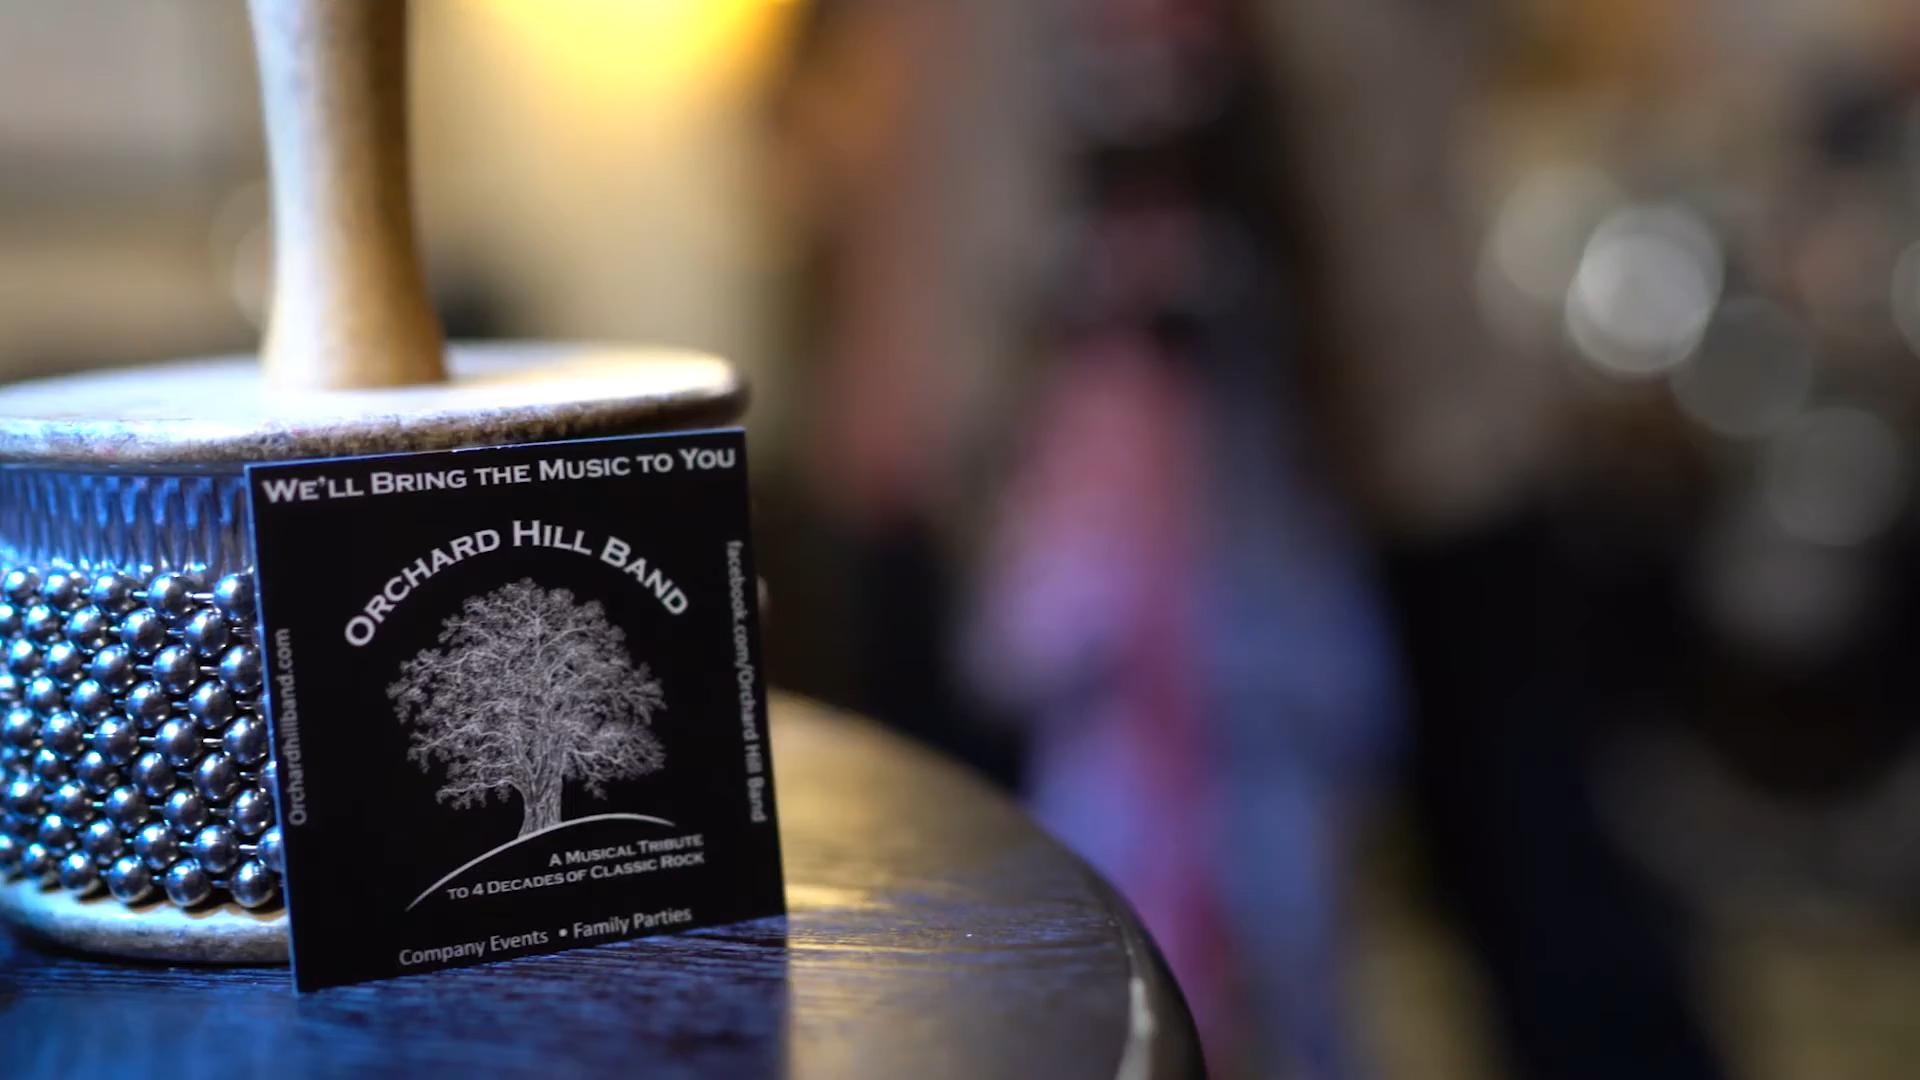 WE'LL BRING THE MUSIC TO YOU
ORCHARD HILL BAND
Orchardhillband.com
facebook.com/Orchard Hill Band
A MUSICAL TRIBUTE
TO 4 DECADES OF CLASSIC ROCK
Company Events • Family Parties